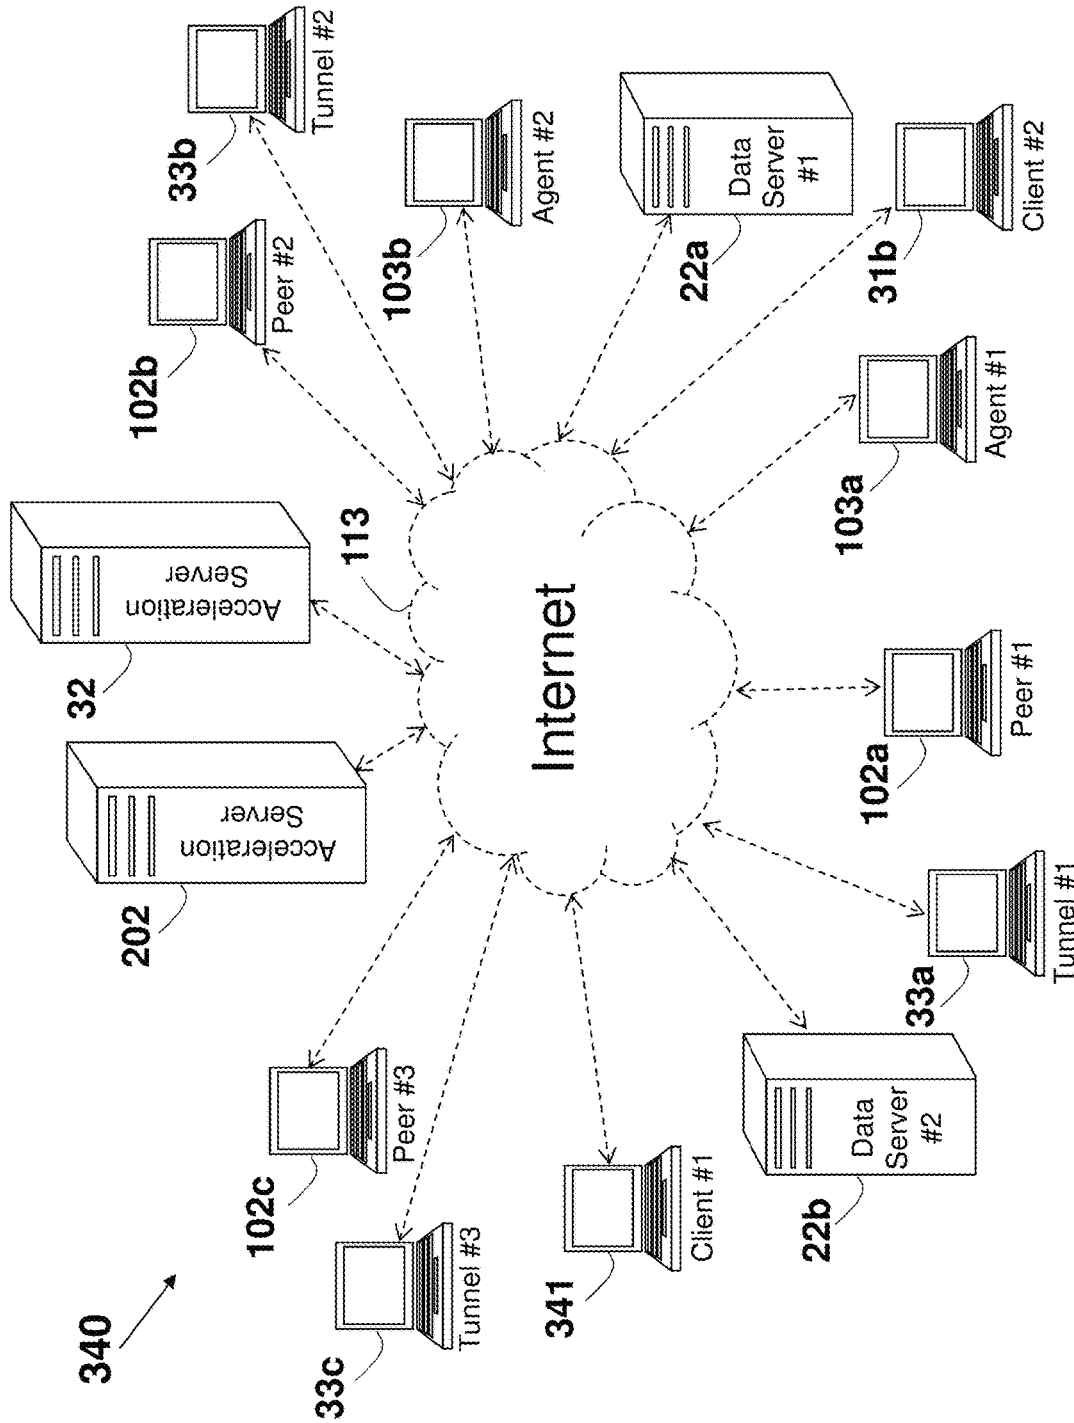 340
33c
Tunnel #3
102c
Peer #3
202
Acceleration
Server
32
Acceleration
Server
113
102b
Peer #2
33b
Tunnel #2
341
Client #1
Internet
103b
Agent #2
22b
Data
Server
#2
22a
Data
Server
#1
33a
Tunnel #1
102a
Peer #1
103a
Agent #1
31b
Client #2